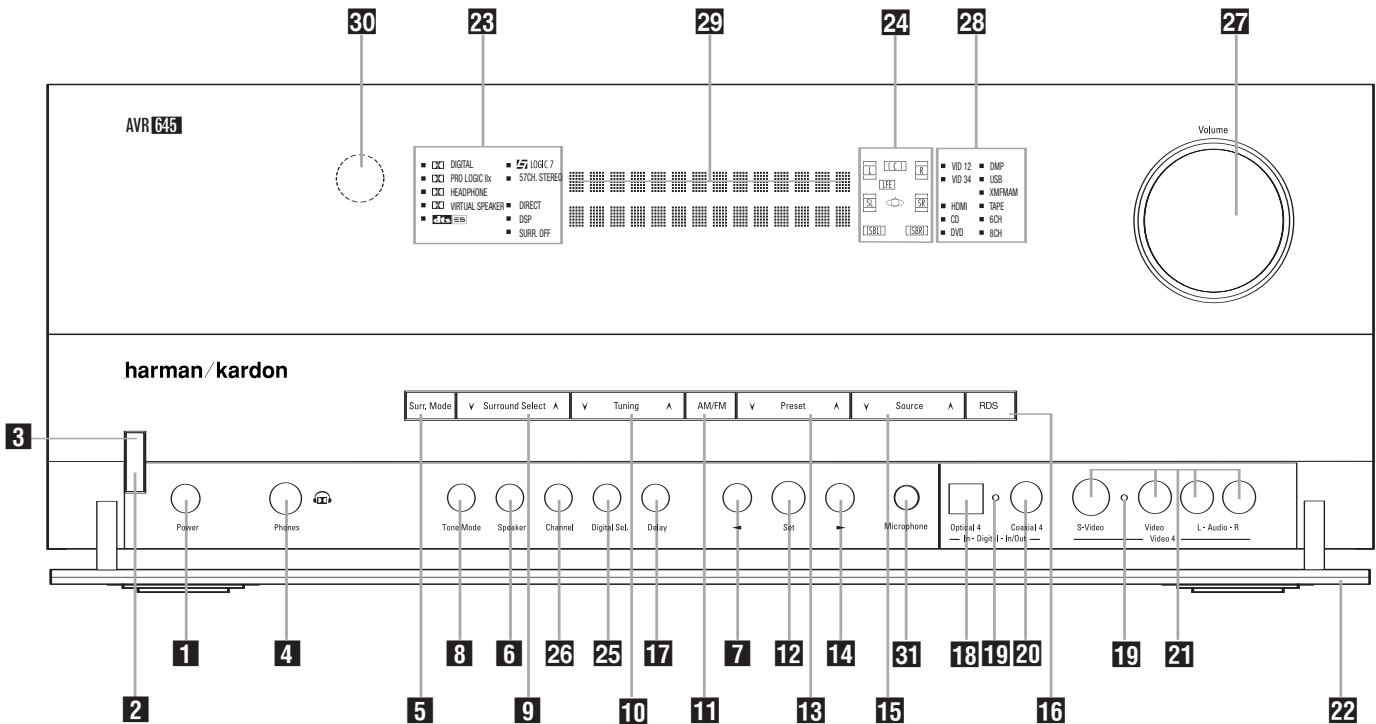 30 23 29 24 28 27
AVR 645
DIGITAL
PRO LOGIC IIx
HEADPHONE
VIRTUAL SPEAKER
dts ES
LOGIC 7
57CH. STEREO
DIRECT
DSP
SURR. OFF
L C R
LFE
SL SR
SBL SBR
VID 12
VID 34
HDMI
CD
DVD
DMP
USB
XMFMAM
TAPE
6CH
8CH
Volume
harman/kardon
Surr. Mode Surround Select Tuning AM/FM Preset Source RDS
3
Power Phones Tone Mode Speaker Channel Digital Sel. Delay Set Microphone Optical 4 Coaxial 4 S-Video Video L - Audio - R
In - Digital - In/Out Video 4
1 4 8 6 26 25 17 7 12 14 31 18 19 20 19 21
2 5 9 10 11 13 15 16 22